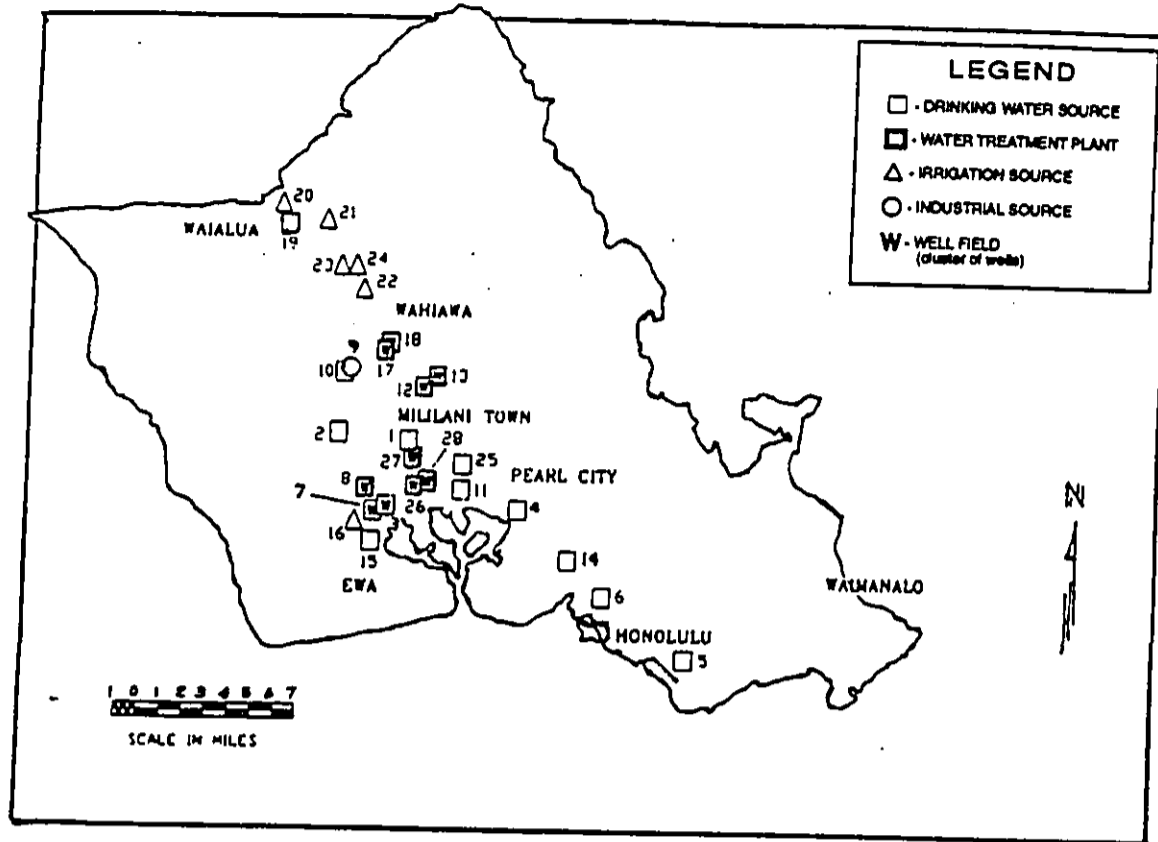 LEGEND
- DRINKING WATER SOURCE
- WATER TREATMENT PLANT
- IRRIGATION SOURCE
- INDUSTRIAL SOURCE
W - WELL FIELD
(cluster of wells)
20
21
WAIALUA
19
23
24
22
WAHIAWA
9
18
17
10
13
12
MILILANI TOWN
2
1
28
27
25
PEARL CITY
8
7
11
26
4
3
16
15
14
EWA
WAIMANALO
6
HONOLULU
5
N
1 0 1 2 3 4 5 6 7
SCALE IN MILES